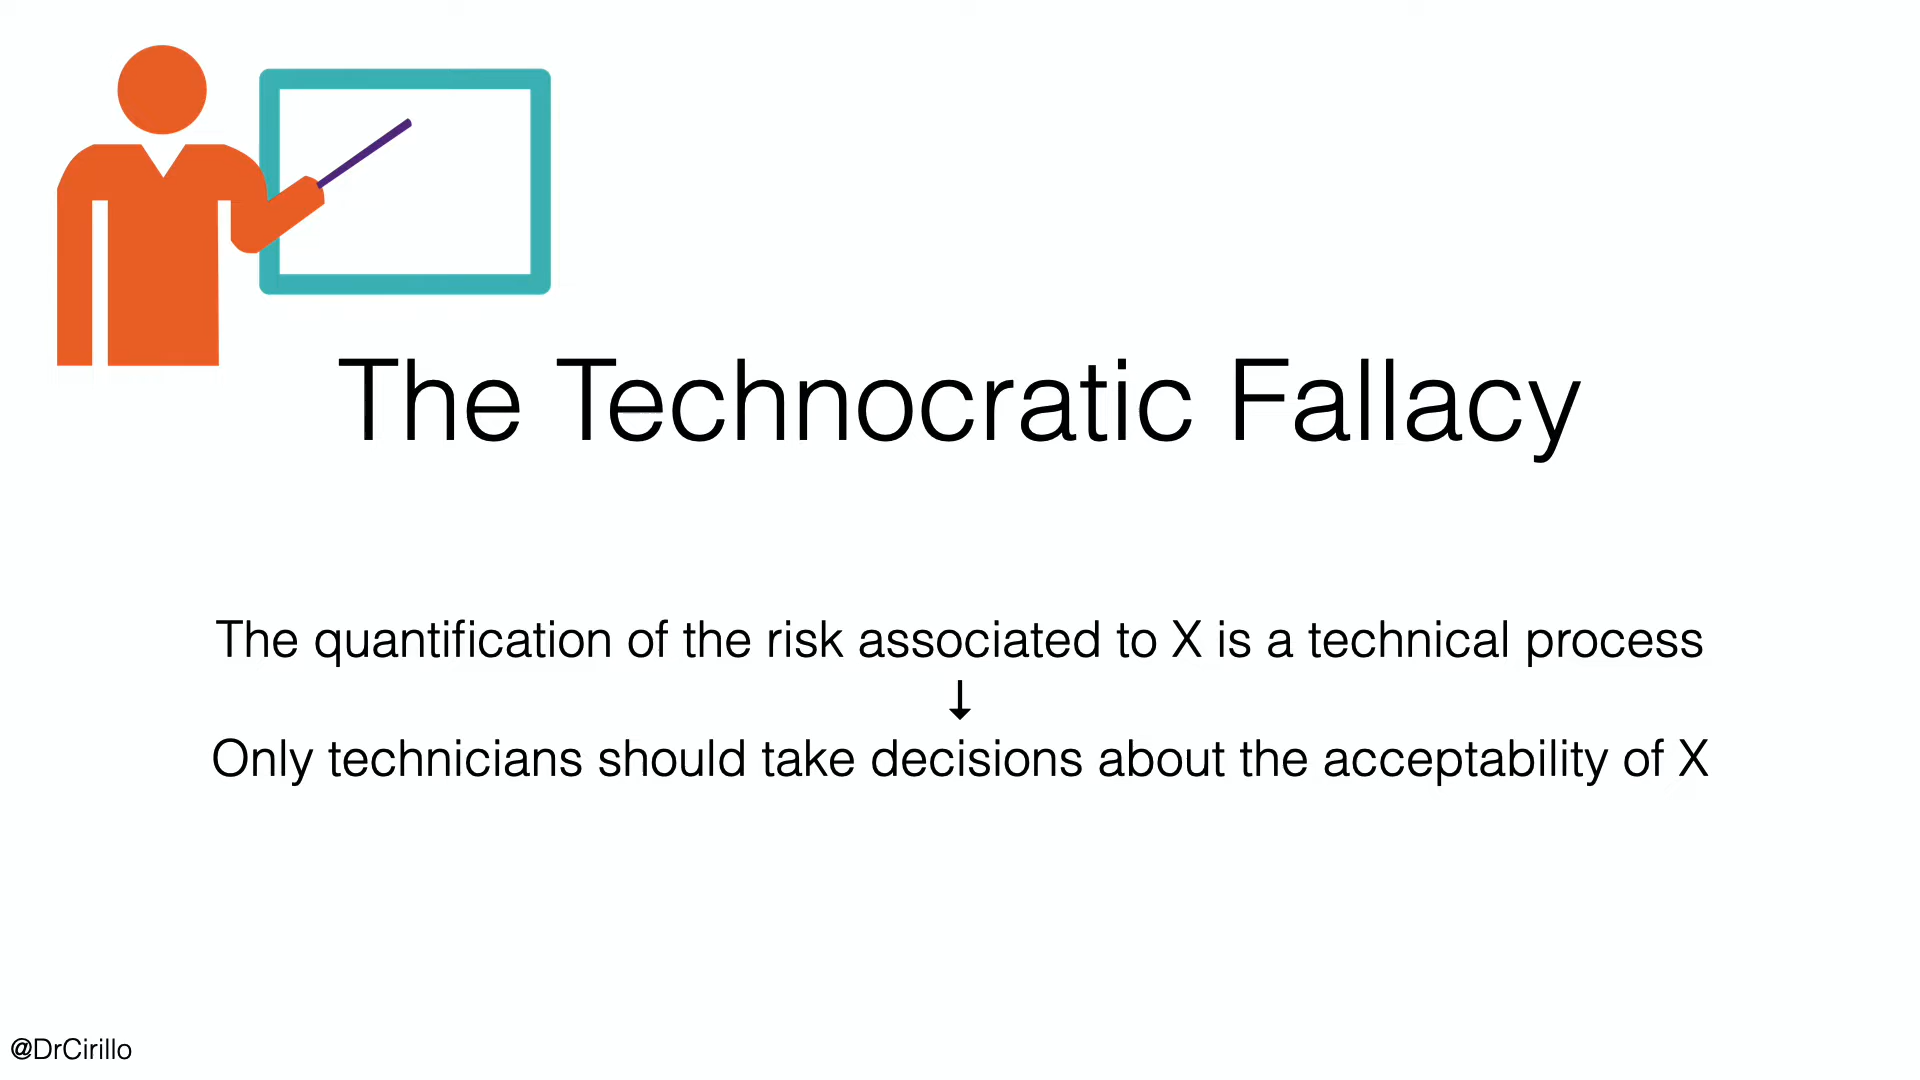 The Technocratic Fallacy
The quantification of the risk associated to X is a technical process
↓
Only technicians should take decisions about the acceptability of X
@DrCirillo